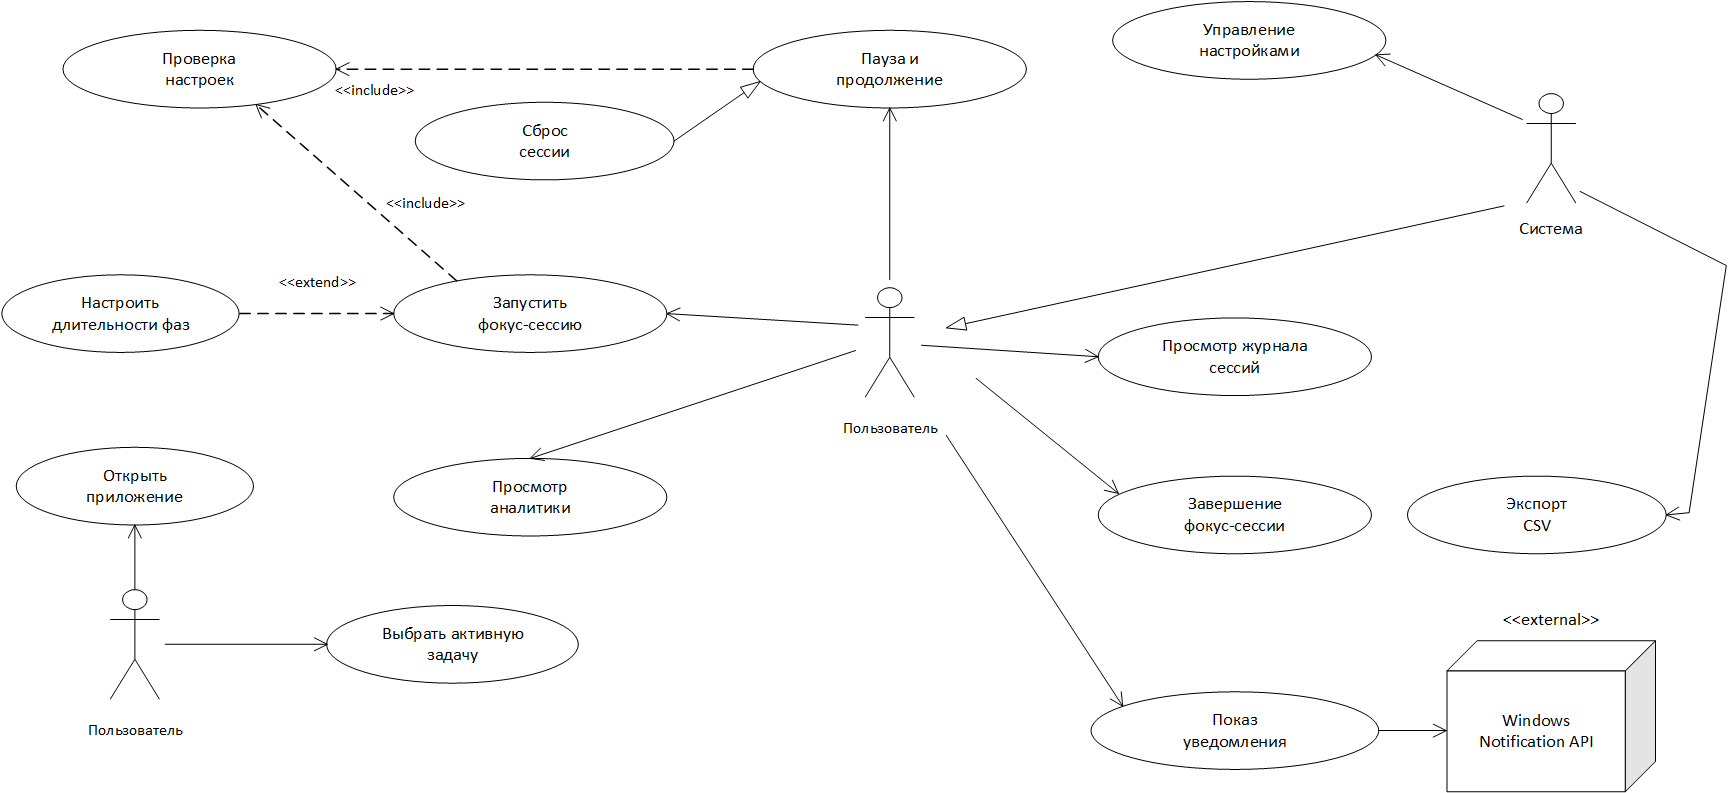 Управление
настройками
Проверка
настроек
Пауза и
продолжение
<<include>>
Сброс
сессии
<<include>>
Система
<<extend>>
Настроить
длительности фаз
Запустить
фокус-сессию
Просмотр журнала
сессий
Пользователь
Открыть
приложение
Просмотр
аналитики
Завершение
фокус-сессии
Экспорт
CSV
<<external>>
Выбрать активную
задачу
Пользователь
Показ
уведомления
Windows
Notification API